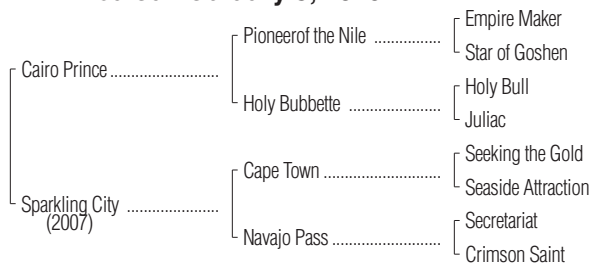 Pioneerof the Nile ................
Empire Maker
Star of Goshen
Cairo Prince ......................
Holy Bubbette ....................
Holy Bull
Juliac
Cape Town .........................
Seeking the Gold
Seaside Attraction
Sparkling City ..................
(2007)
Navajo Pass ......................
Secretariat
Crimson Saint